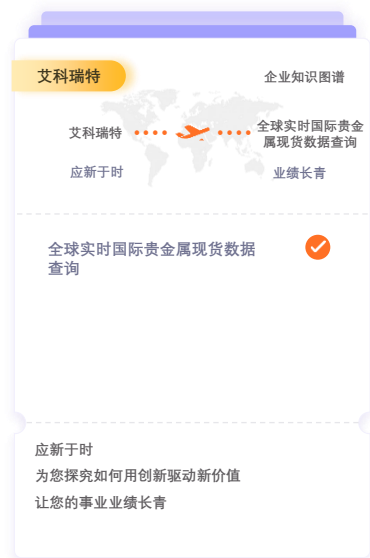 艾科瑞特
企业知识图谱
艾科瑞特
全球实时国际贵金
属现货数据查询
应新于时
业绩长青
全球实时国际贵金属现货数据
查询
应新于时
为您探究如何用创新驱动新价值
让您的事业业绩长青